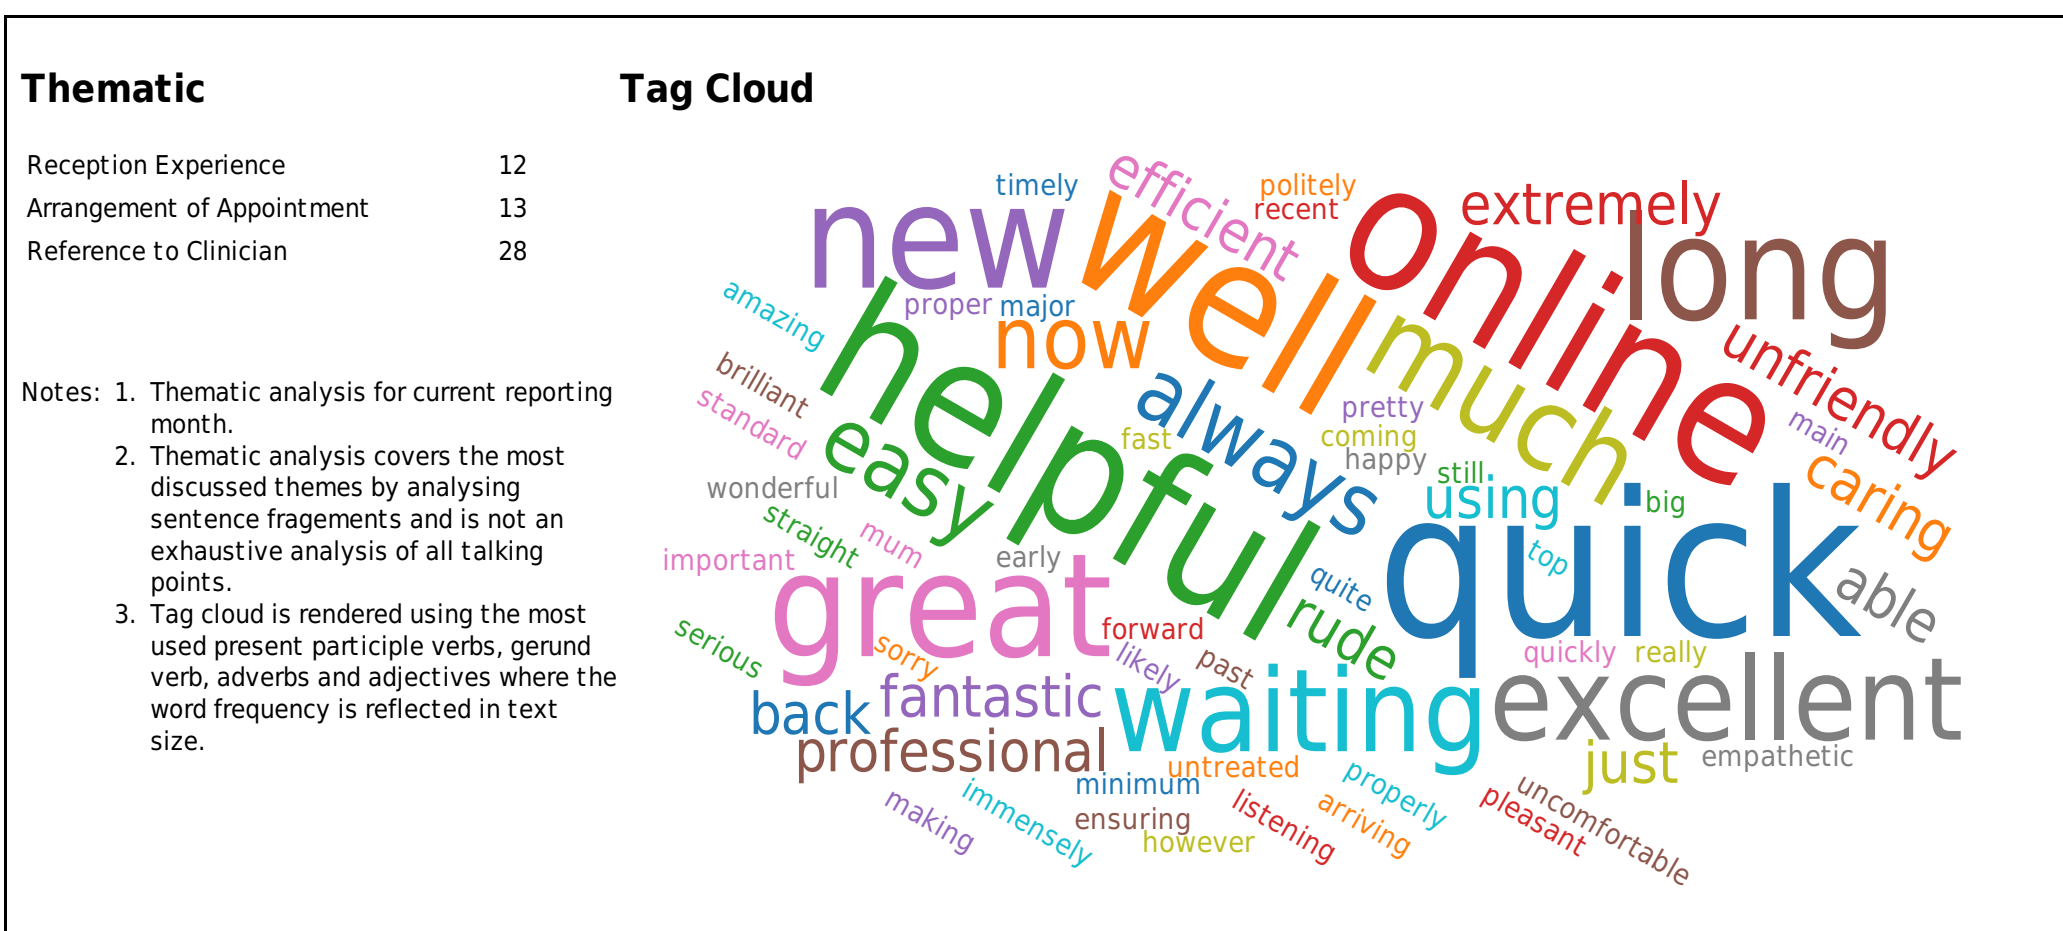 Thematic
Tag Cloud
Reception Experience 12
Arrangement of Appointment 13
Reference to Clinician 28
Notes: 1. Thematic analysis for current reporting
month.
2. Thematic analysis covers the most
discussed themes by analysing
sentence fragements and is not an
exhaustive analysis of all talking
points.
3. Tag cloud is rendered using the most
used present participle verbs, gerund
verb, adverbs and adjectives where the
word frequency is reflected in text
size.
timely
efficient
politely
recent
extremely
new
well
online
long
amazing
proper
major
now
helpful
much
unfriendly
brilliant
standard
easy
always
pretty
fast
coming
happy
main
still
using
big
caring
wonderful
straight
mum
important
early
great
quick
top
able
quite
rude
serious
sorry
forward
likely
past
quickly
really
back
fantastic
waiting
excellent
professional
just
empathetic
untreated
minimum
properly
making
immensely
ensuring
however
listening
arriving
pleasant
uncomfortable